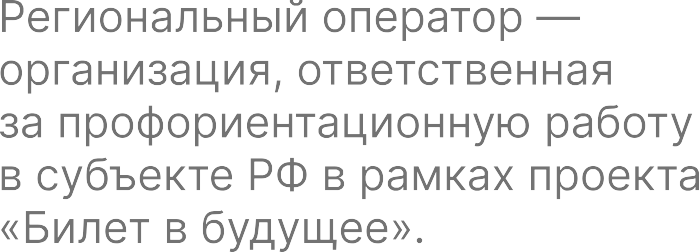 Региональный оператор —
организация, ответственная
за профориентационную работу
в субъекте РФ в рамках проекта
«Билет в будущее».